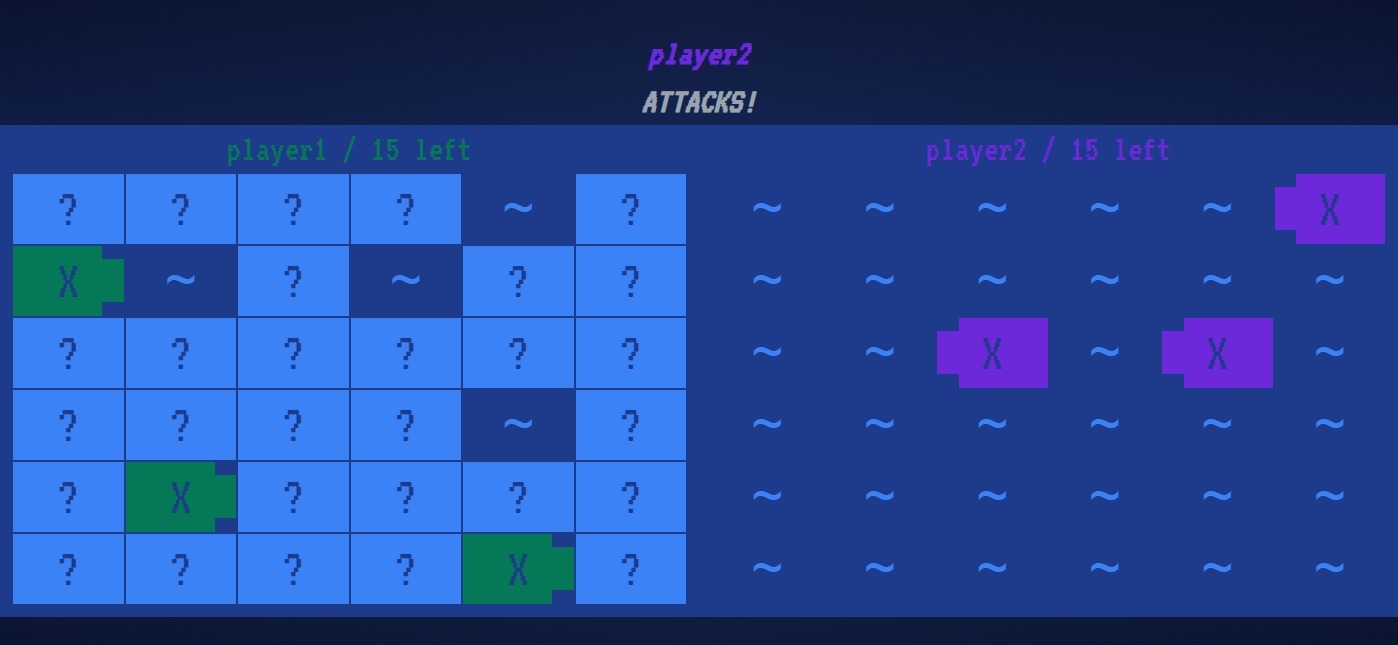 player2
ATTACKS!
player1 / 15 left player2 / 15 left
? ? ? ? ~ ? ~ ~ ~ ~ ~ X
X ~ ? ~ ? ? ~ ~ ~ ~ ~ ~
? ? ? ? ? ? ~ ~ X ~ X ~
? ? ? ? ~ ? ~ ~ ~ ~ ~ ~
? X ? ? ? ? ~ ~ ~ ~ ~ ~
? ? ? ? X ? ~ ~ ~ ~ ~ ~